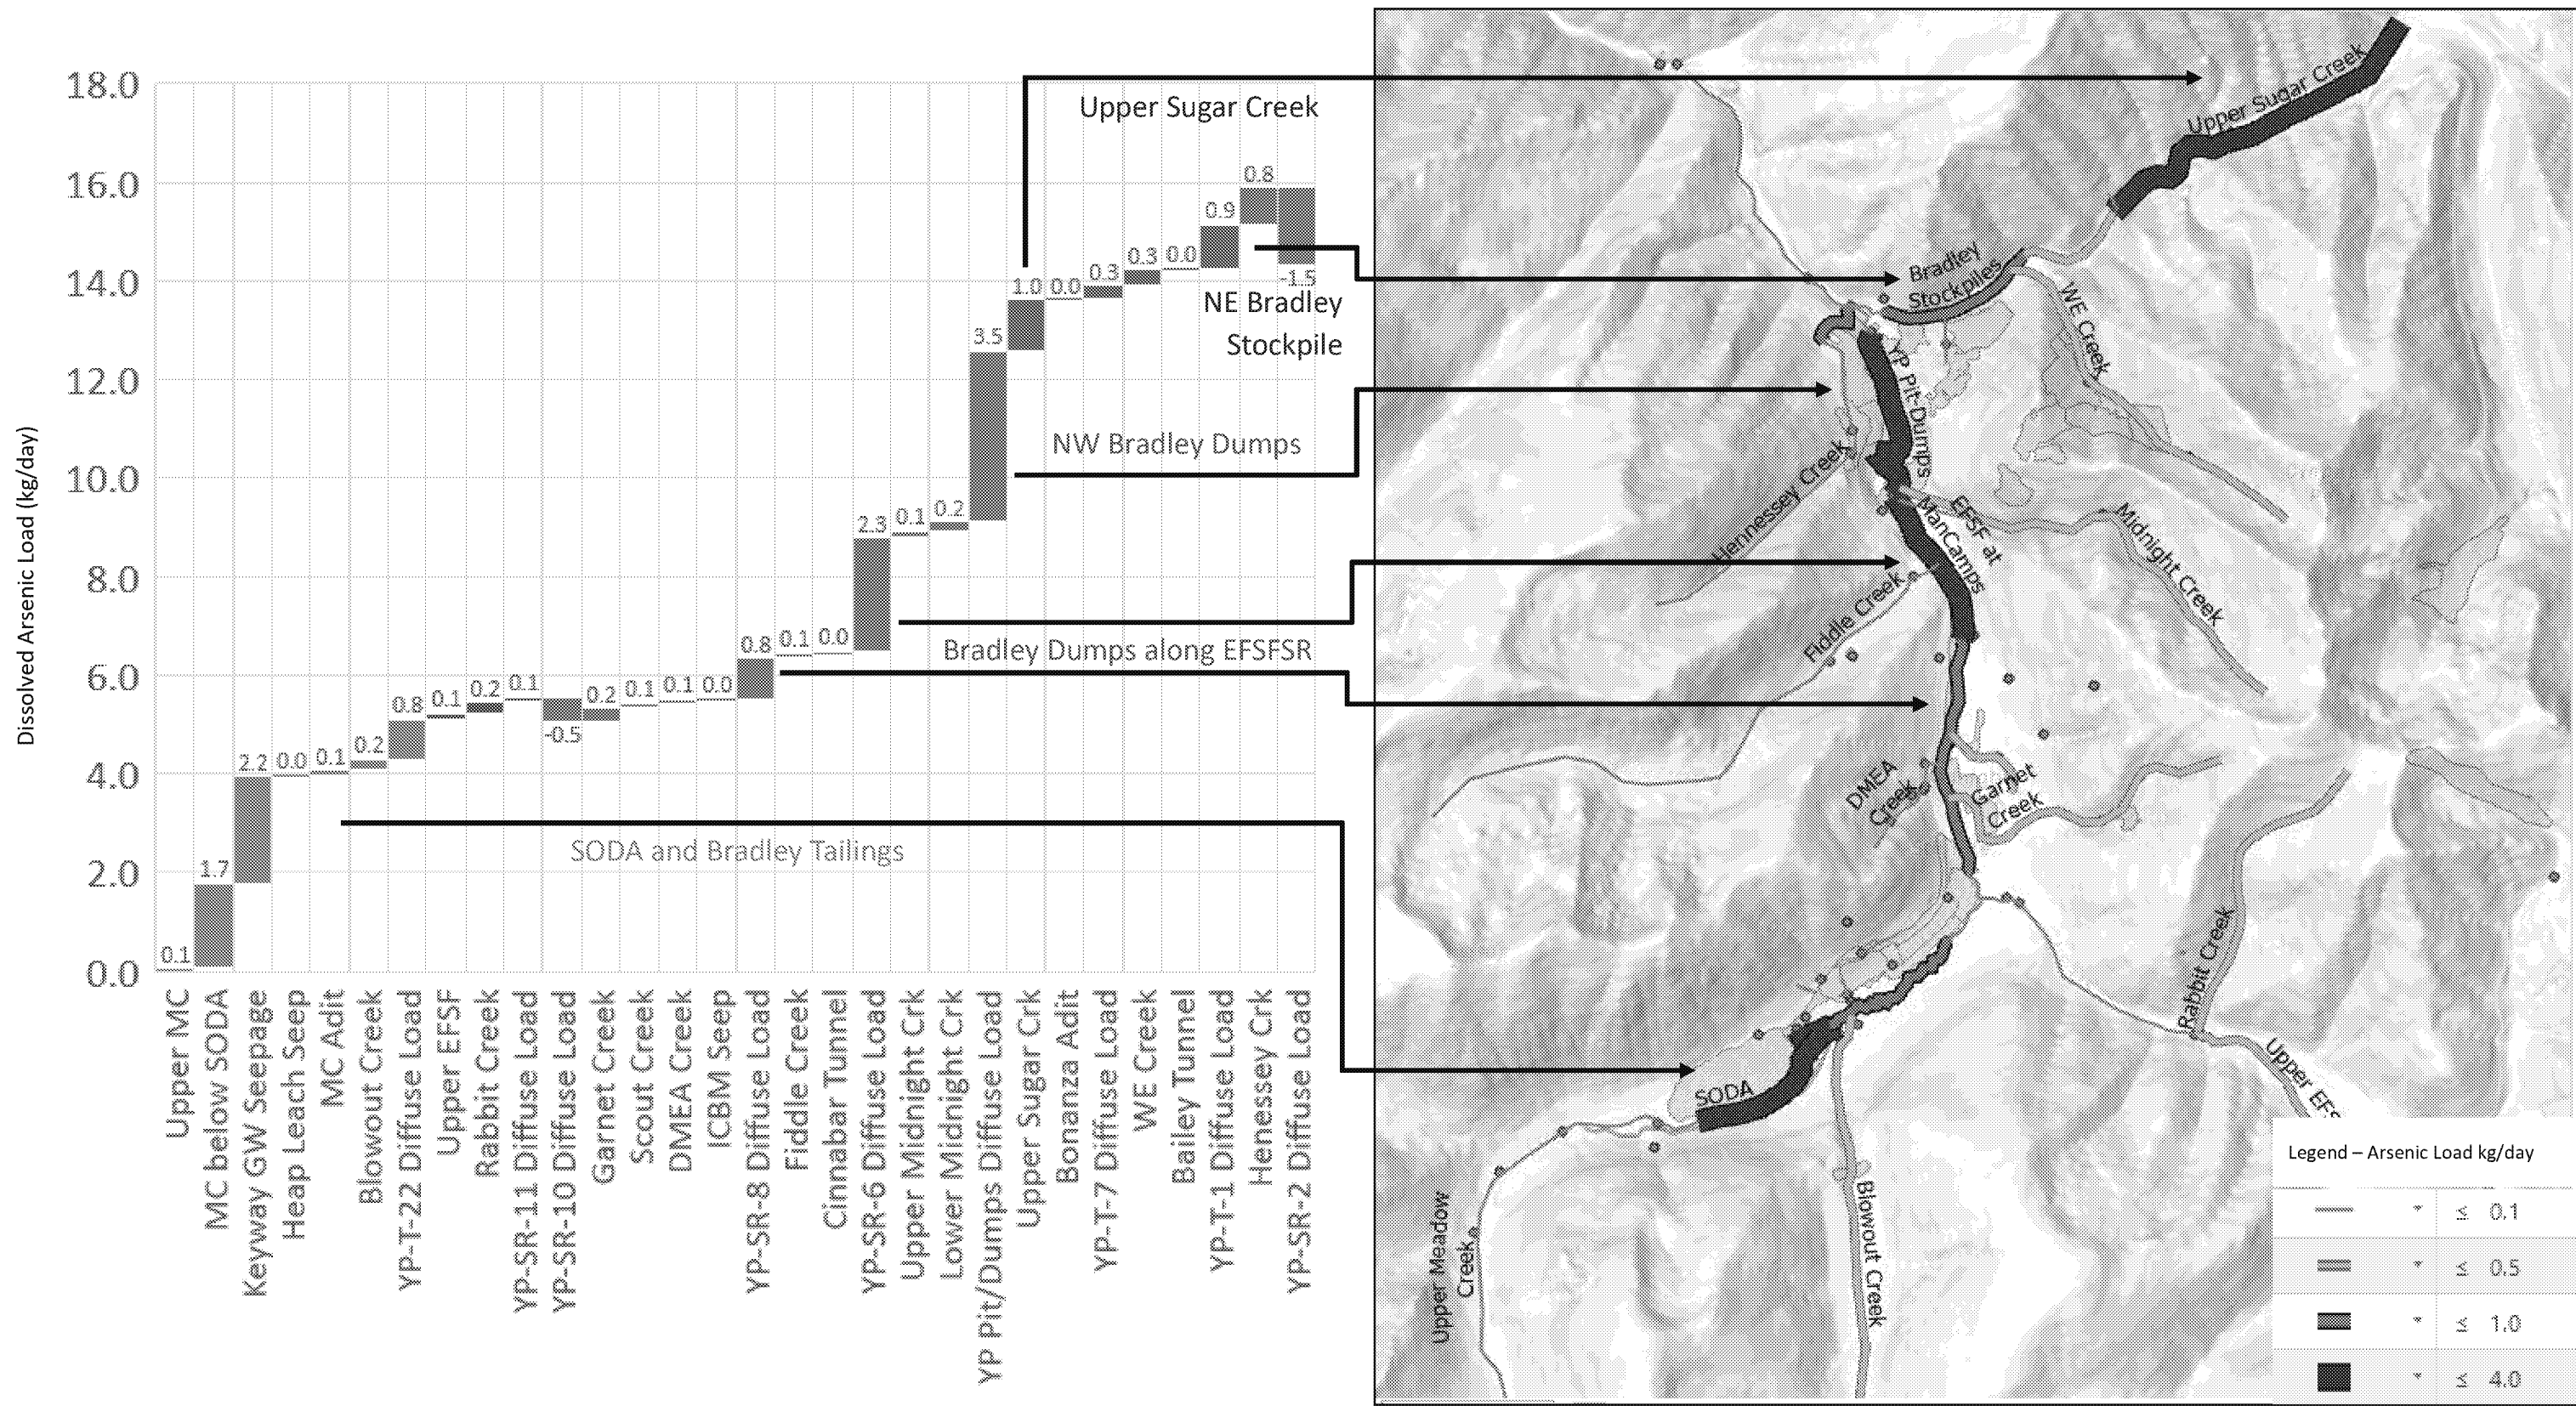 Dissolved Arsenic Load (kg/day)
18.0
16.0
14.0
12.0
10.0
8.0
6.0
4.0
2.0
0.0
0.1
1.7
2.2
0.0
0.1
0.2
0.8
0.1
0.2
0.1
-0.5
0.2
0.1
0.1
0.0
0.8
0.1
0.0
2.3
0.1
0.2
3.5
1.0
0.0
0.3
0.3
0.0
0.9
0.8
-1.5
Upper Sugar Creek
NE Bradley
Stockpile
NW Bradley Dumps
Bradley Dumps along EFSFSR
SODA and Bradley Tailings
Upper MC
MC below SODA
Keyway GW Seepage
Heap Leach Seep
MC Adit
Blowout Creek
YP-T-22 Diffuse Load
Upper EFSF
Rabbit Creek
YP-SR-11 Diffuse Load
YP-SR-10 Diffuse Load
Garnet Creek
Scout Creek
DMEA Creek
ICBM Seep
YP-SR-8 Diffuse Load
Fiddle Creek
Cinnabar Tunnel
YP-SR-6 Diffuse Load
Upper Midnight Crk
Lower Midnight Crk
YP Pit/Dumps Diffuse Load
Upper Sugar Crk
Bonanza Adit
YP-T-7 Diffuse Load
WE Creek
Bailey Tunnel
YP-T-1 Diffuse Load
Henessey Crk
YP-SR-2 Diffuse Load
Upper Sugar Creek
Bradley
Stockpiles
WE Creek
YP Pit-Dumps
Hennessey Creek
EFSF at
ManCamps
Midnight Creek
Fiddle Creek
DMEA
Creek
Garnet
Creek
Rabbit Creek
Upper EFS
SODA
Blowout Creek
Upper Meadow
Creek
Legend – Arsenic Load kg/day
≤ 0.1
≤ 0.5
≤ 1.0
≤ 4.0